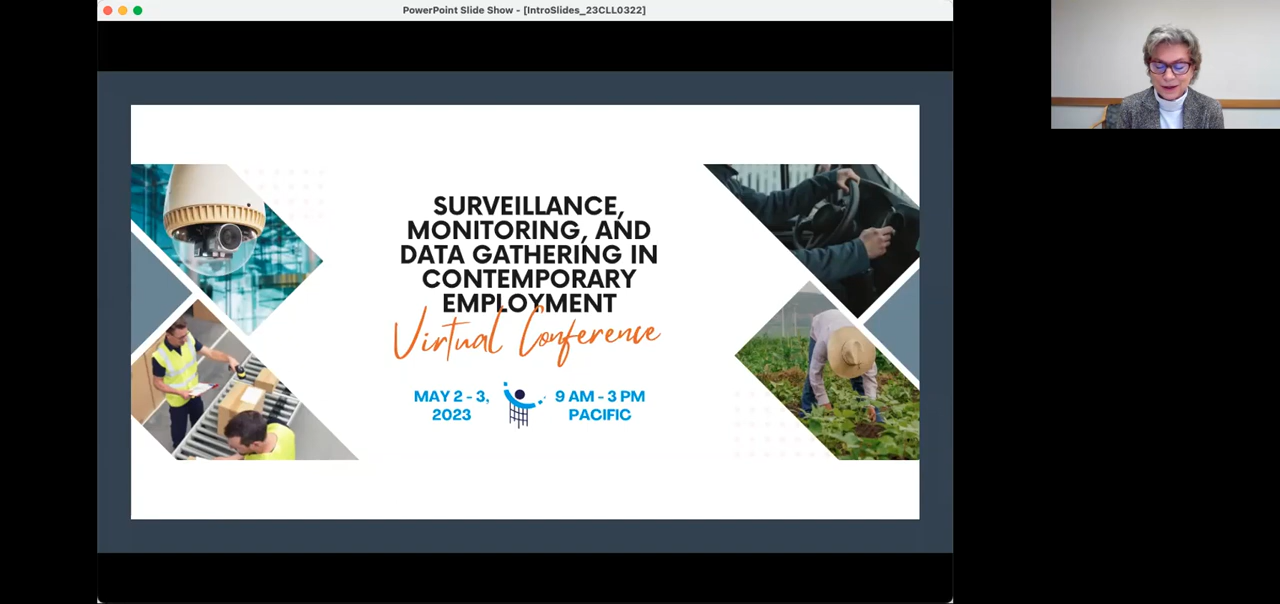 PowerPoint Slide Show - [IntroSlides_23CLL0322]
SURVEILLANCE,
MONITORING, AND
DATA GATHERING IN
CONTEMPORARY
EMPLOYMENT
Virtual Conference
MAY 2 - 3,
2023
9 AM - 3 PM
PACIFIC